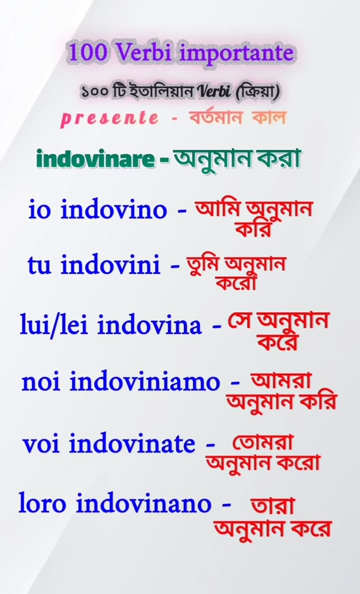 100 Verbi importante
১০০ টি ইতালিয়ান Verbi (ক্রিয়া)
presente - বর্তমান কাল
indovinare - অনুমান করা
io indovino - আমি অনুমান
করি
tu indovini - তুমি অনুমান
করো
lui/lei indovina - সে অনুমান
করে
noi indoviniamo - আমরা
অনুমান করি
voi indovinate - তোমরা
অনুমান করো
loro indovinano - তারা
অনুমান করে